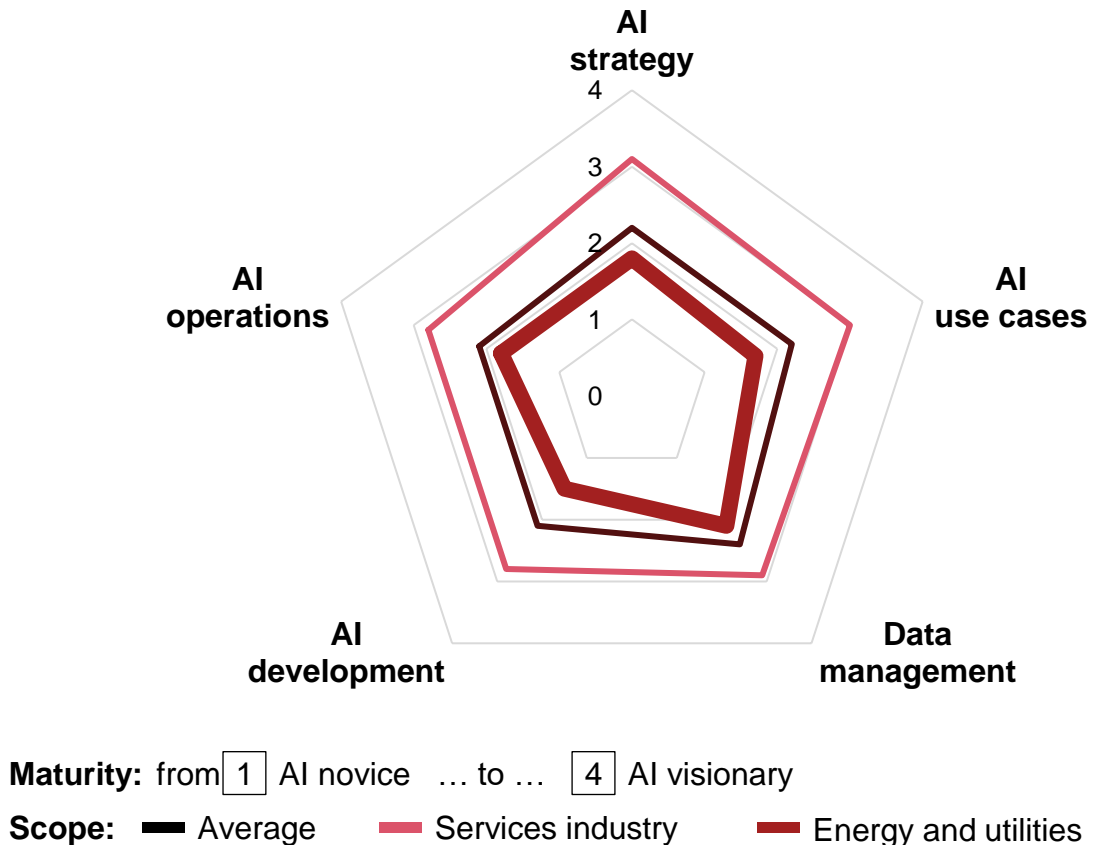 AI
strategy
4
3
2
1
0
AI
operations
AI
use cases
AI
development
Data
management
Maturity: from 1 AI novice … to … 4 AI visionary
Scope: Average Services industry Energy and utilities